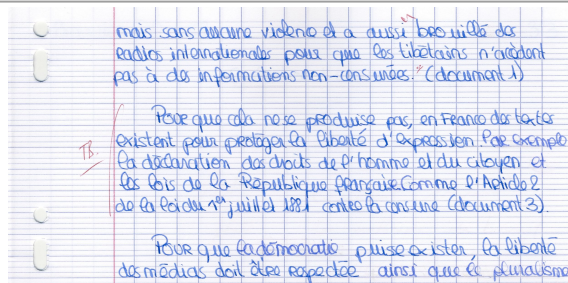 mais sans aucune violence et a aussi brouillé des
radios internationales pour que les tibétains n'accèdent
pas à des informations non-censurées." (document 1)
Pour que cela ne se produise pas, en France des textes
existent pour protéger la liberté d'expression. Par exemple
TB.
la déclaration des droits de l'homme et du citoyen et
les lois de la République française comme l'Article 2
de la loi du 1er juillet 1881 contre la censure (document 3).
Pour que la démocratie puise exister, la liberté
des médias doit être respectée ainsi que le pluralisme